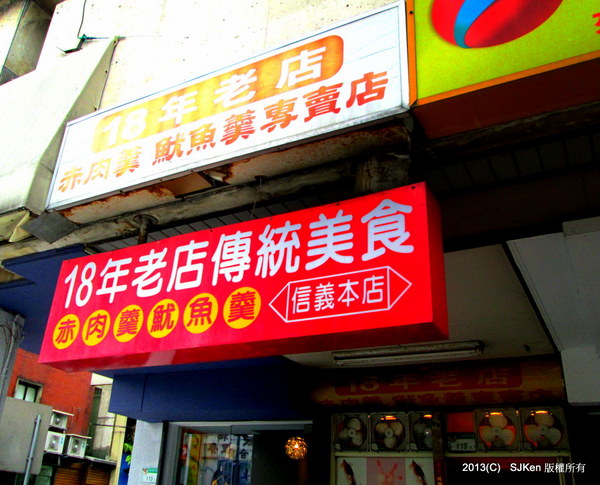 18年老店
赤肉羹 魷魚羹專賣店
18年老店傳統美食
赤肉羹魷魚羹
信義本店
18年老店
2013(C) SJKen 版權所有